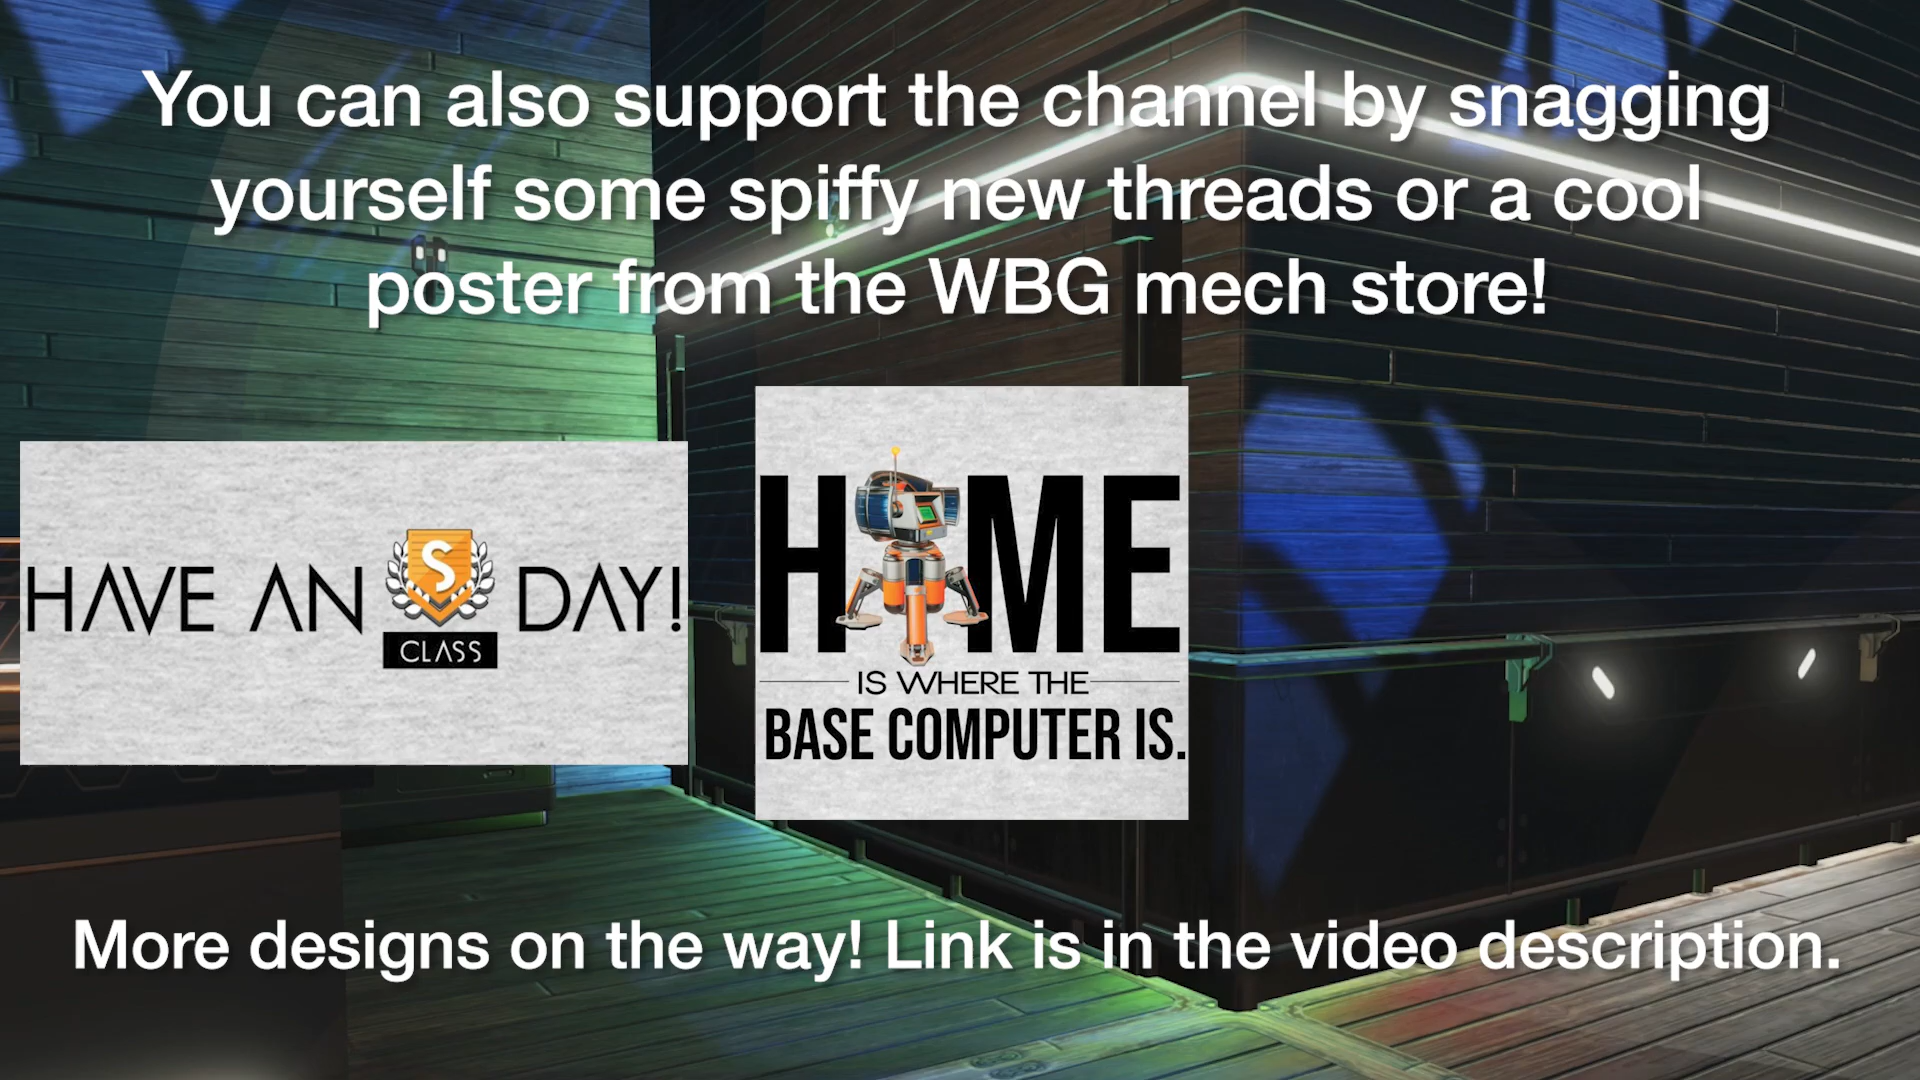 You can also support the channel by snagging
yourself some spiffy new threads or a cool
poster from the WBG mech store!
HAVE AN S DAY!
CLASS
H ME
IS WHERE THE
BASE COMPUTER IS.
More designs on the way! Link is in the video description.